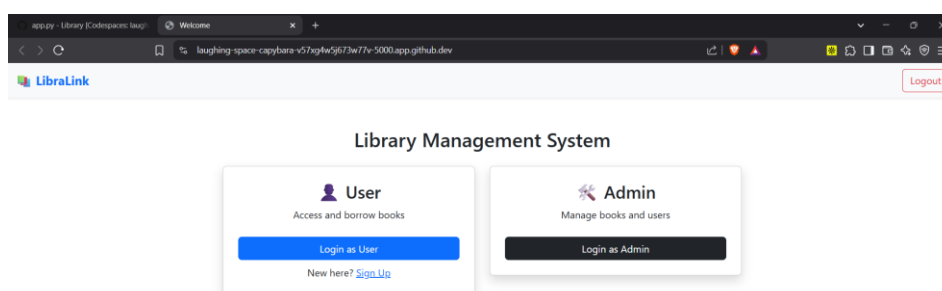 app.py - Library [Codespaces: laugh
Welcome
laughing-space-capybara-v57xg4w5j673w77v-5000.app.github.dev
LibraLink
Logout
Library Management System
User
Access and borrow books
Login as User
New here? Sign Up
Admin
Manage books and users
Login as Admin